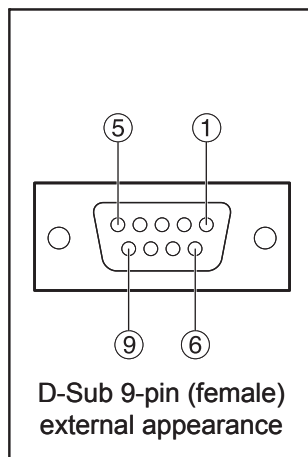 ⑤ ①
⑨ ⑥
D-Sub 9-pin (female)
external appearance